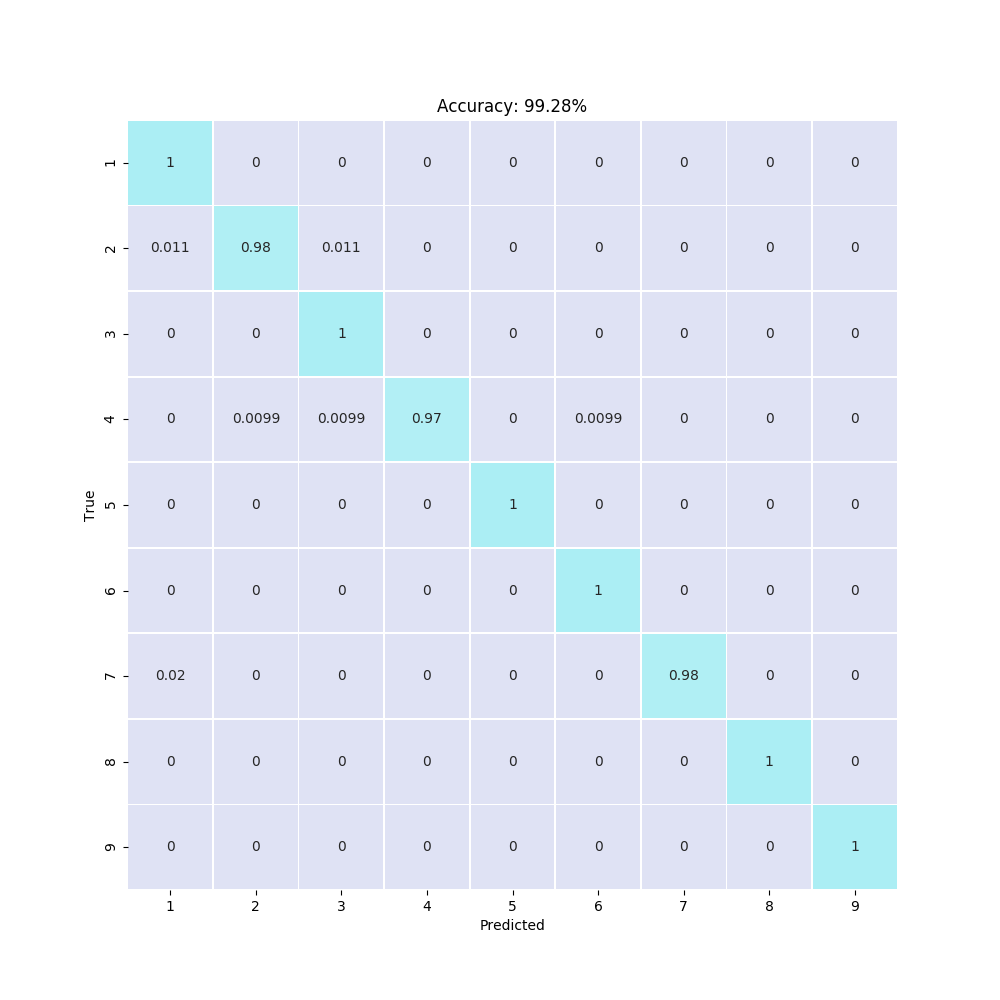 Accuracy: 99.28%
1 1 0 0 0 0 0 0 0 0
2 0.011 0.98 0.011 0 0 0 0 0 0
3 0 0 1 0 0 0 0 0 0
4 0 0.0099 0.0099 0.97 0 0.0099 0 0 0
True
5 0 0 0 0 1 0 0 0 0
6 0 0 0 0 0 1 0 0 0
7 0.02 0 0 0 0 0 0.98 0 0
8 0 0 0 0 0 0 0 1 0
9 0 0 0 0 0 0 0 0 1
1 2 3 4 5 6 7 8 9
Predicted